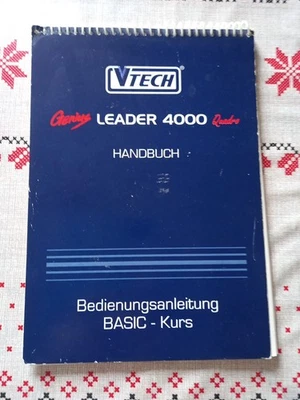 VTECH
Genius LEADER 4000 Quadro
HANDBUCH
Bedienungsanleitung
BASIC - Kurs